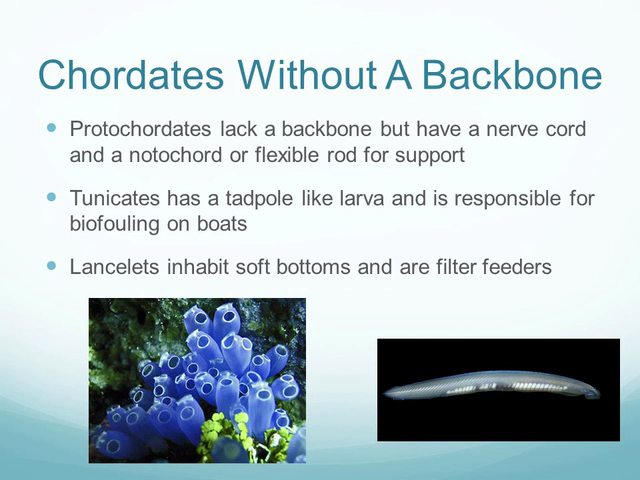 Chordates Without A Backbone
Protochordates lack a backbone but have a nerve cord
and a notochord or flexible rod for support
Tunicates has a tadpole like larva and is responsible for
biofouling on boats
Lancelets inhabit soft bottoms and are filter feeders